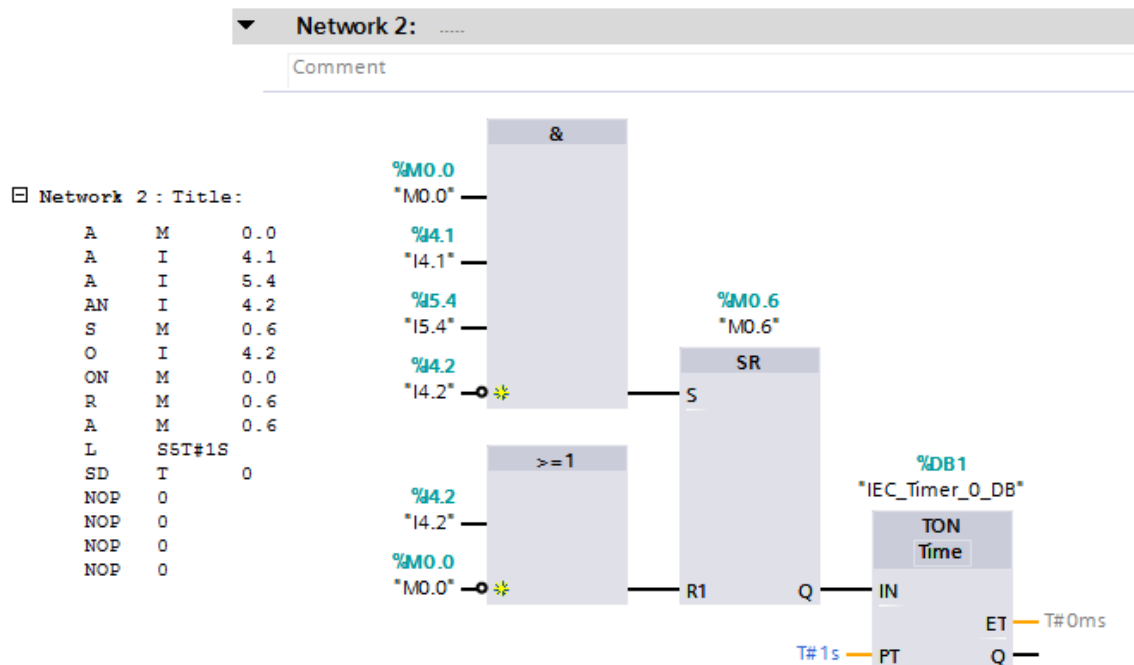 Network 2: .....
Comment
Network 2 : Title:
A M 0.0
A I 4.1
A I 5.4
AN I 4.2
S M 0.6
O I 4.2
ON M 0.0
R M 0.6
A M 0.6
L S5T#1S
SD T 0
NOP 0
NOP 0
NOP 0
NOP 0
&
%M0.0
"M0.0"
%I4.1
"I4.1"
%I5.4
"I5.4"
%I4.2
"I4.2"
>=1
%I4.2
"I4.2"
%M0.0
"M0.0"
%M0.6
"M0.6"
SR
S
R1 Q
%DB1
"IEC_Timer_0_DB"
TON
Time
IN
ET T#0ms
T#1s PT Q